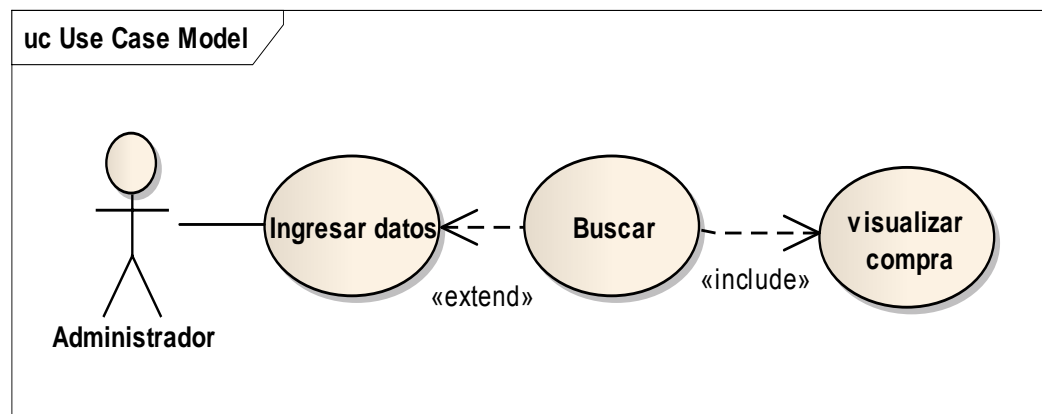 uc Use Case Model
Ingresar datos
Buscar
visualizar
compra
«extend»
«include»
Administrador